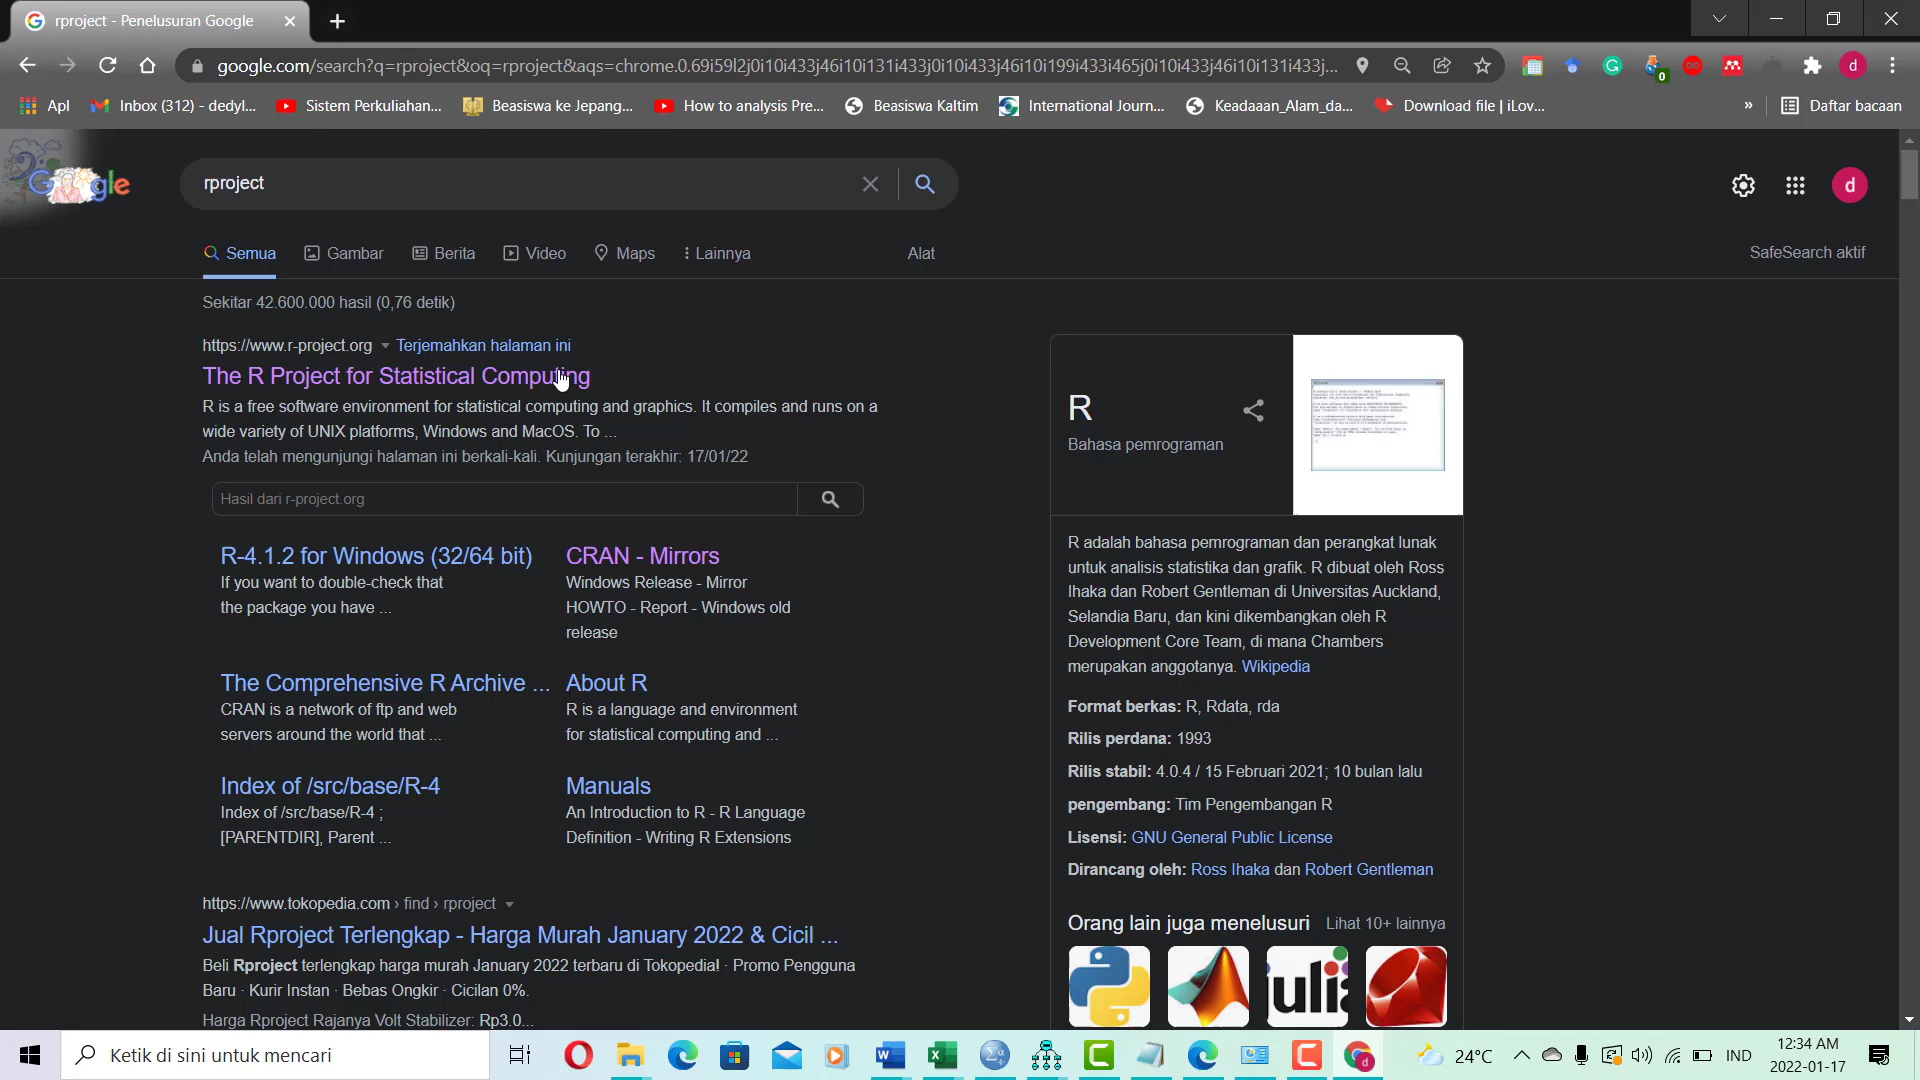 rproject - Penelusuran Google
google.com/search?q=rproject&oq=rproject&aqs=chrome.0.69i59l2j0i10i433j46i10i131i433j0i10i433j46i10i199i433i465j0i10i433j46i10i131i433j...
0
d
Apl
Inbox (312) - dedyl...
Sistem Perkuliahan...
Beasiswa ke Jepang...
How to analysis Pre...
Beasiswa Kaltim
International Journ...
Keadaaan_Alam_da...
Download file | iLov...
»
Daftar bacaan
rproject
d
Semua
Gambar
Berita
Video
Maps
Lainnya
Alat
SafeSearch aktif
Sekitar 42.600.000 hasil (0,76 detik)
https://www.r-project.org
Terjemahkan halaman ini
The R Project for Statistical Computing
R is a free software environment for statistical computing and graphics. It compiles and runs on a
wide variety of UNIX platforms, Windows and MacOS. To ...
Anda telah mengunjungi halaman ini berkali-kali. Kunjungan terakhir: 17/01/22
Hasil dari r-project.org
R-4.1.2 for Windows (32/64 bit)
If you want to double-check that
the package you have ...
CRAN - Mirrors
Windows Release - Mirror
HOWTO - Report - Windows old
release
The Comprehensive R Archive ...
CRAN is a network of ftp and web
servers around the world that ...
About R
R is a language and environment
for statistical computing and ...
Index of /src/base/R-4
Index of /src/base/R-4 ;
[PARENTDIR], Parent ...
Manuals
An Introduction to R - R Language
Definition - Writing R Extensions
https://www.tokopedia.com › find › rproject
Jual Rproject Terlengkap - Harga Murah January 2022 & Cicil ...
Beli Rproject terlengkap harga murah January 2022 terbaru di Tokopedia! · Promo Pengguna
Baru · Kurir Instan · Bebas Ongkir · Cicilan 0%.
Harga Rproject Rajanya Volt Stabilizer: Rp3.0...
R
Bahasa pemrograman
R adalah bahasa pemrograman dan perangkat lunak
untuk analisis statistika dan grafik. R dibuat oleh Ross
Ihaka dan Robert Gentleman di Universitas Auckland,
Selandia Baru, dan kini dikembangkan oleh R
Development Core Team, di mana Chambers
merupakan anggotanya. Wikipedia
Format berkas: R, Rdata, rda
Rilis perdana: 1993
Rilis stabil: 4.0.4 / 15 Februari 2021; 10 bulan lalu
pengembang: Tim Pengembangan R
Lisensi: GNU General Public License
Dirancang oleh: Ross Ihaka dan Robert Gentleman
Orang lain juga menelusuri
Lihat 10+ lainnya
Ketik di sini untuk mencari
24°C
IND
12:34 AM
2022-01-17